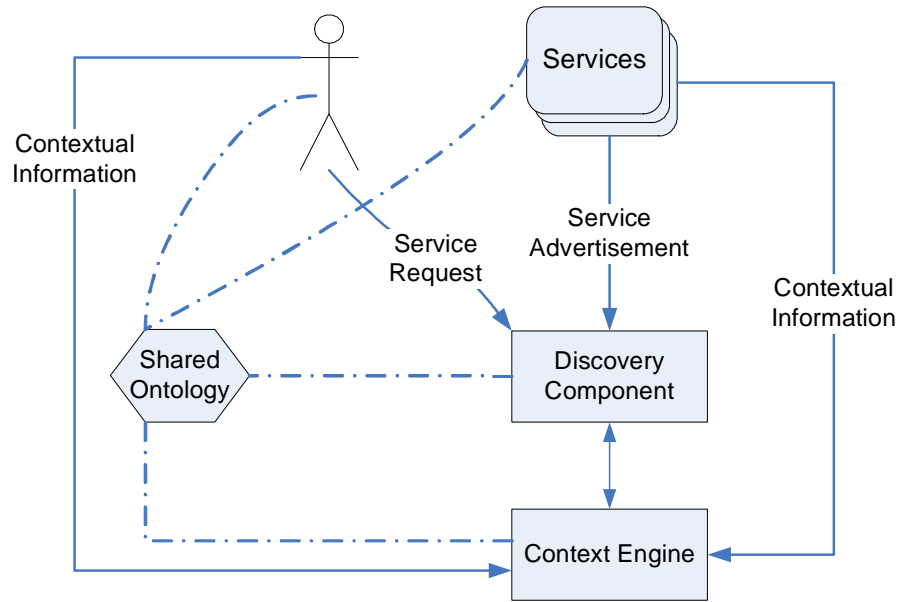 Services
Contextual
Information
Service
Advertisement
Service
Request
Contextual
Information
Shared
Ontology
Discovery
Component
Context Engine